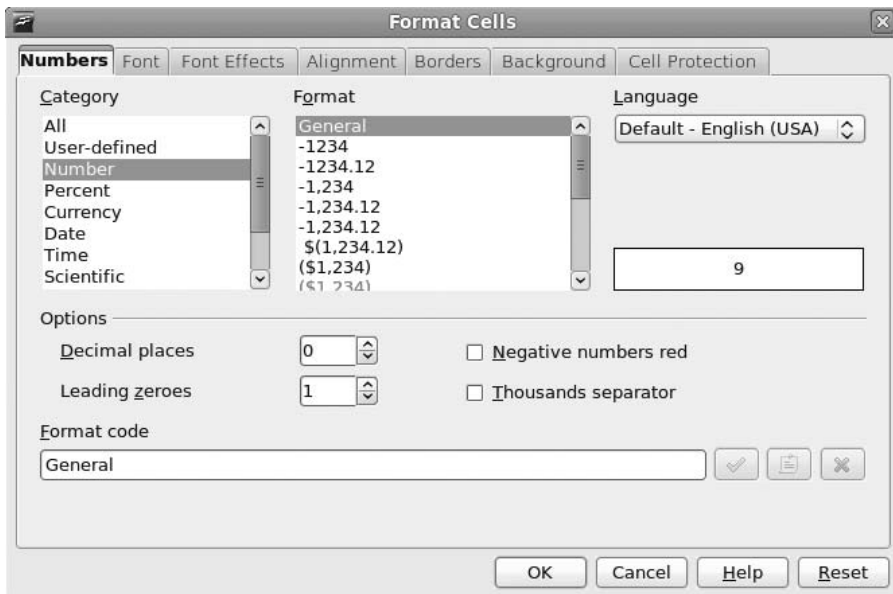 Format Cells
Numbers Font Font Effects Alignment Borders Background Cell Protection
Category
All
User-defined
Number
Percent
Currency
Date
Time
Scientific
Format
General
-1234
-1234.12
-1,234
-1,234.12
-1,234.12
$(1,234.12)
($1,234)
($1,234)
Language
Default - English (USA)
9
Options
Decimal places 0
Negative numbers red
Leading zeroes 1
Thousands separator
Format code
General
OK Cancel Help Reset